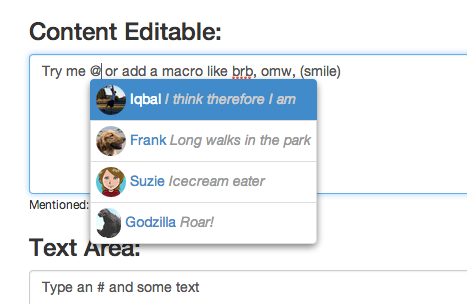 Content Editable:
Try me @ or add a macro like brb, omw, (smile)
Iqbal I think therefore I am
Frank Long walks in the park
Suzie Icecream eater
Godzilla Roar!
Mentioned:
Text Area:
Type an # and some text